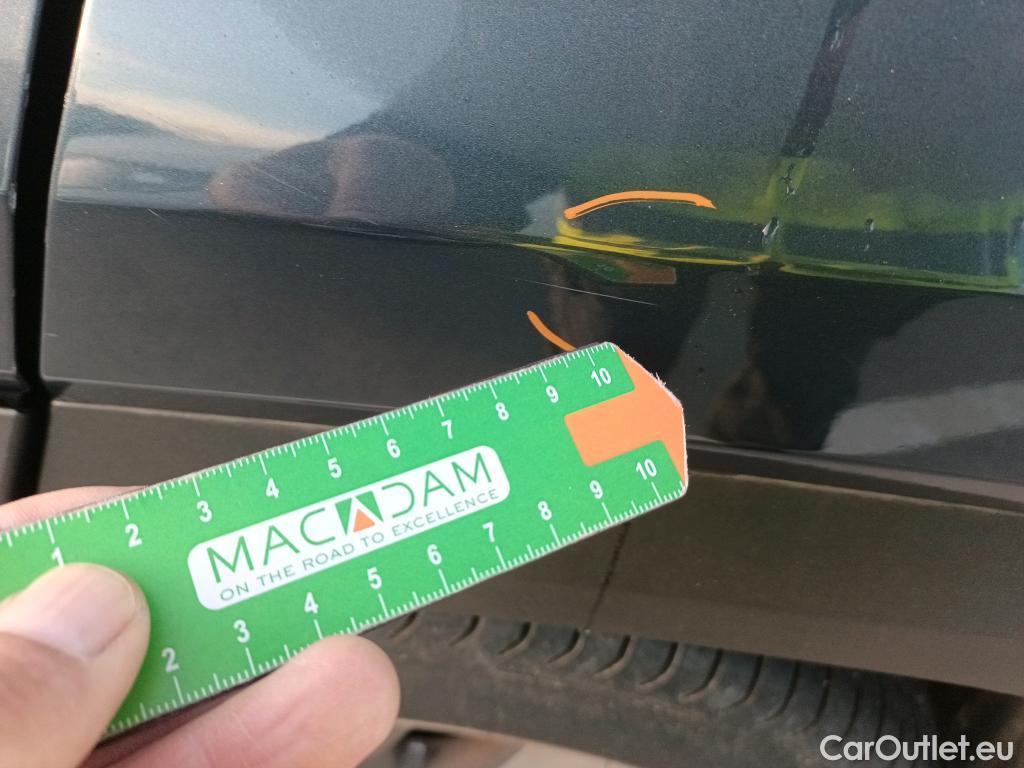 1 2 3 4 5 6 7 8 9 10
MACADAM
ON THE ROAD TO EXCELLENCE
2 3 4 5 6 7 8 9 10
CarOutlet.eu